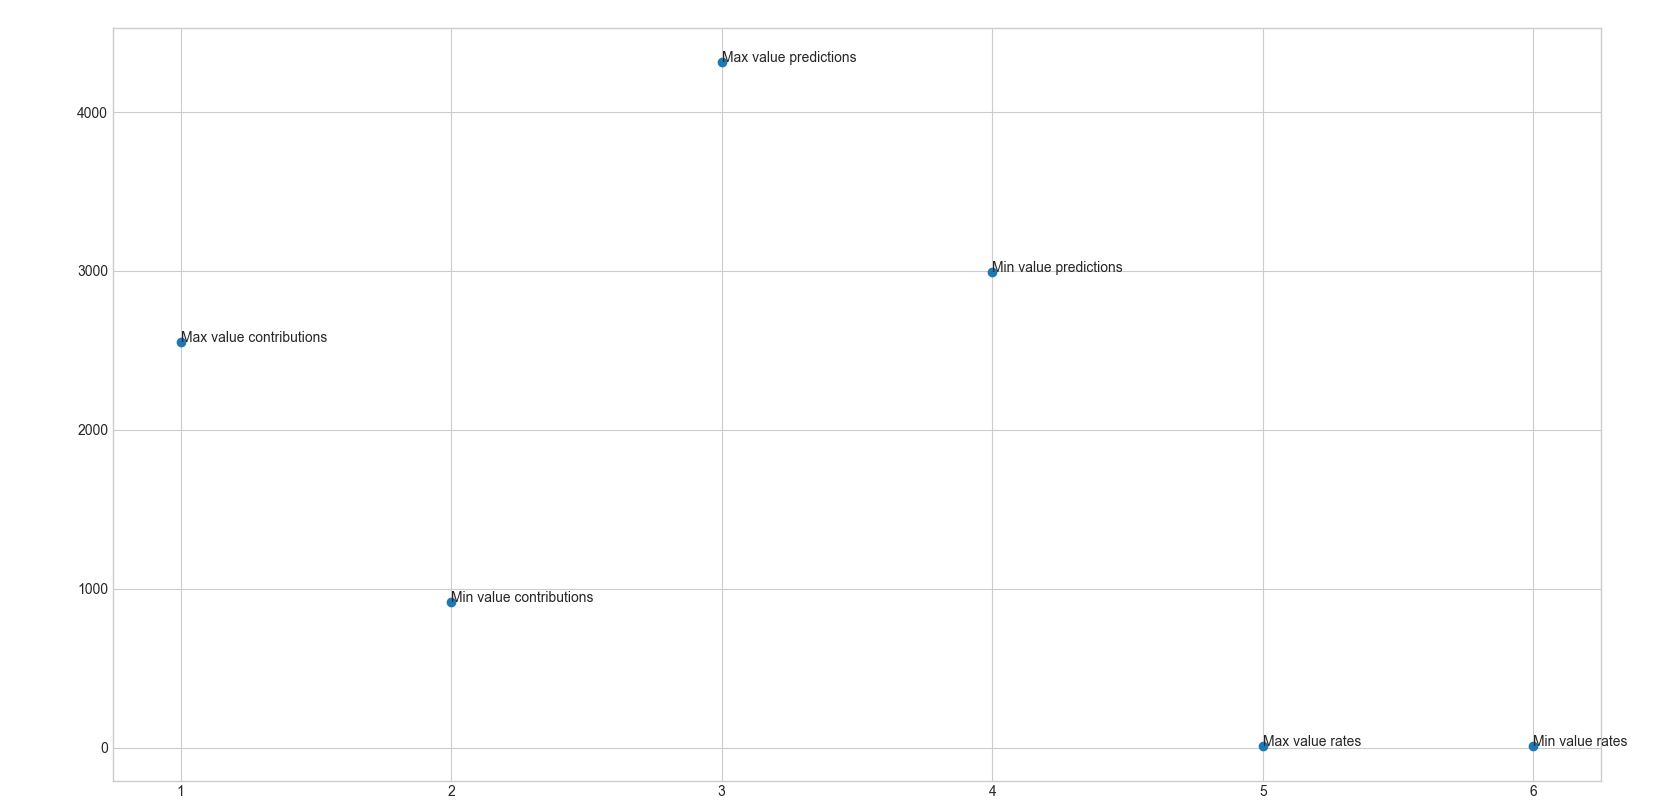 Max value predictions
4000
Min value predictions
3000
Max value contributions
2000
Min value contributions
1000
Max value rates
Min value rates
0
1 2 3 4 5 6